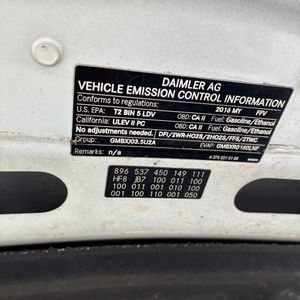 DAIMLER AG
VEHICLE EMISSION CONTROL INFORMATION
Conforms to regulations: 2016 MY FFV
U.S. EPA: T2 BIN 5 LDV OBD: CA II Fuel: Gasoline/Ethanol
California: ULEV II PC OBD: CA II Fuel: Gasoline/Ethanol
No adjustments needed. DFI/2WR-HO2S/2HO2S/FFS/2TWC
Group: GMBXJ03.5U2A EVAP: GMBXR0160LNF
Remarks: n/a
896 537 450 149 111
HF8 JB7 100 011 100
100 011 001 010 100
001 100 110 001 050